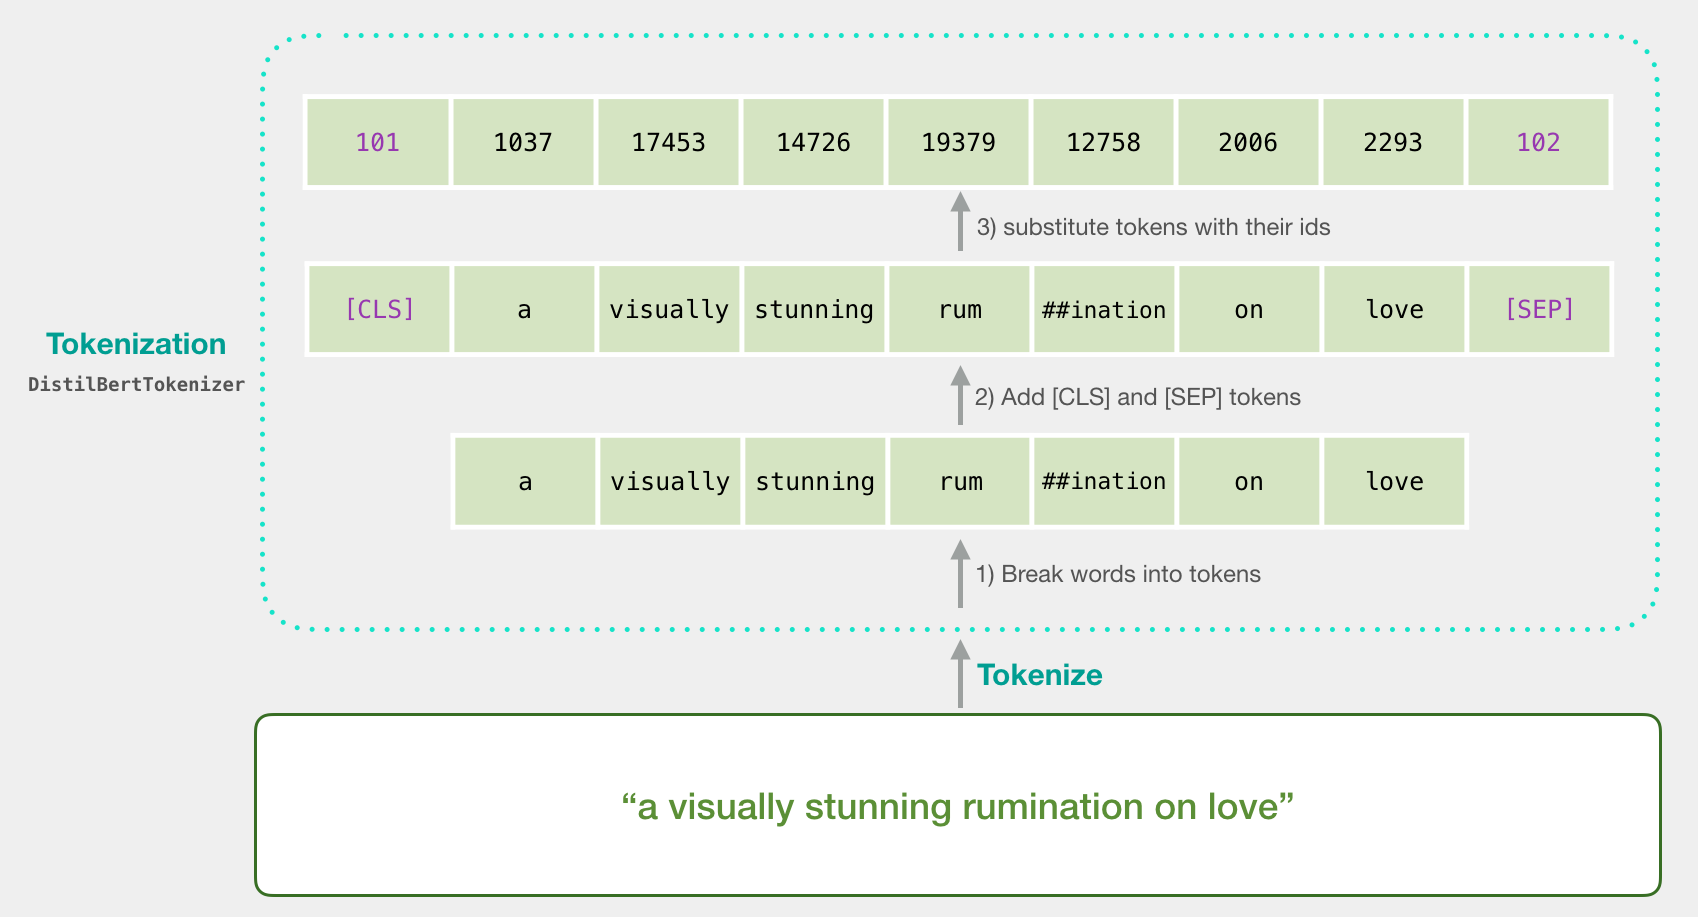 101 1037 17453 14726 19379 12758 2006 2293 102
3) substitute tokens with their ids
[CLS] a visually stunning rum ##ination on love [SEP]
Tokenization
DistilBertTokenizer
2) Add [CLS] and [SEP] tokens
a visually stunning rum ##ination on love
1) Break words into tokens
Tokenize
“a visually stunning rumination on love”